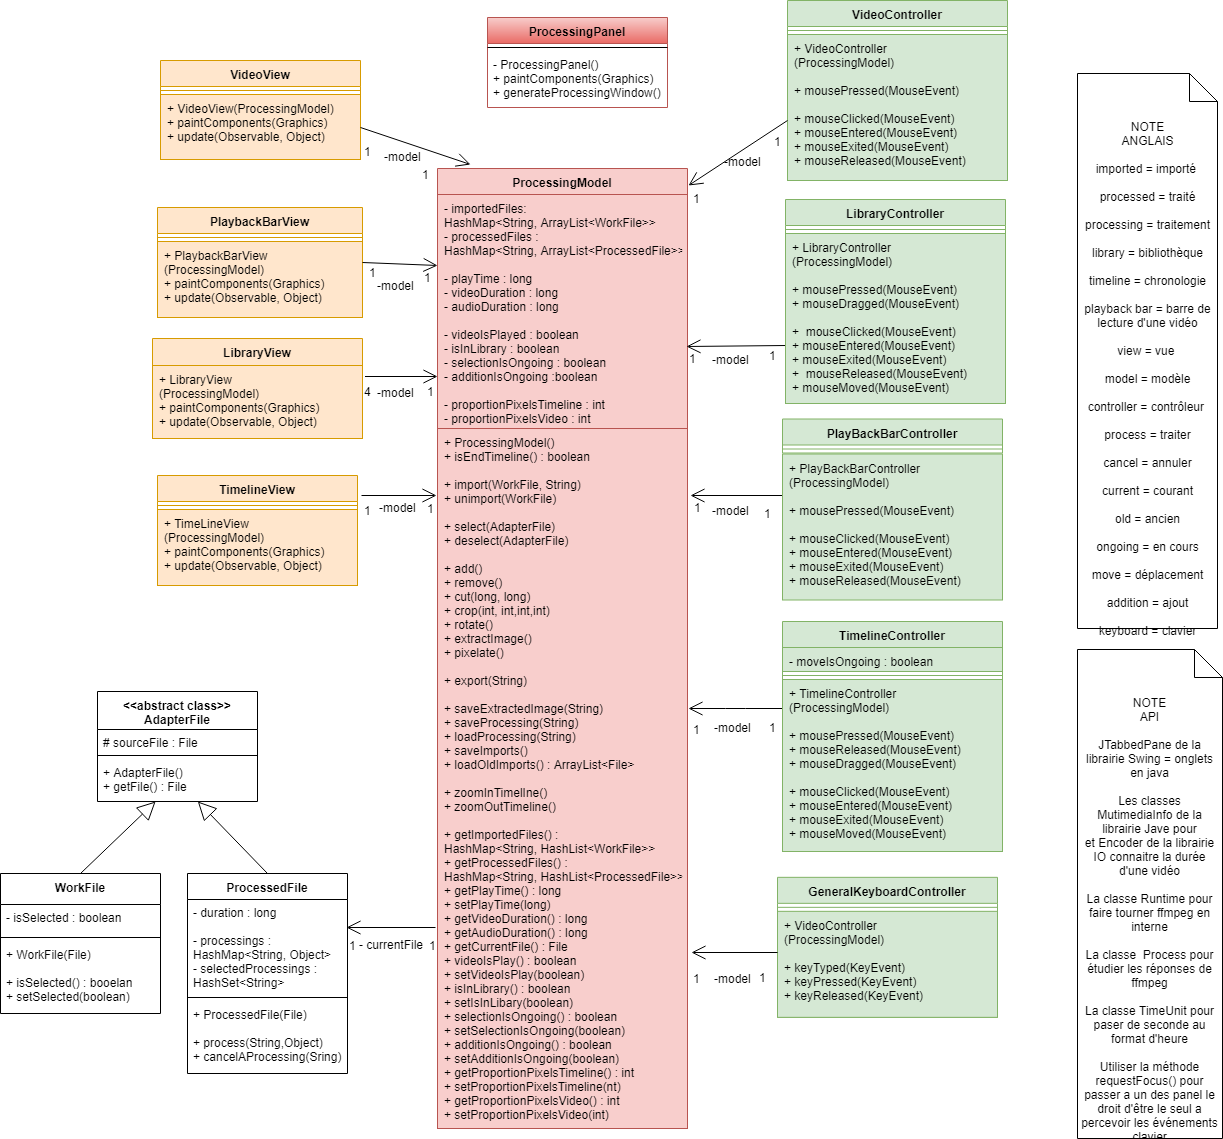 VideoView
+ VideoView(ProcessingModel)
+ paintComponents(Graphics)
+ update(Observable, Object)
1
-model
1
PlaybackBarView
+ PlaybackBarView
(ProcessingModel)
+ paintComponents(Graphics)
+ update(Observable, Object)
1
-model
1
LibraryView
+ LibraryView
(ProcessingModel)
+ paintComponents(Graphics)
+ update(Observable, Object)
4
-model
1
TimelineView
+ TimeLineView
(ProcessingModel)
+ paintComponents(Graphics)
+ update(Observable, Object)
1
-model
1
<<abstract class>>
AdapterFile
# sourceFile : File
+ AdapterFile()
+ getFile() : File
WorkFile
- isSelected : boolean
+ WorkFile(File)
+ isSelected() : booelan
+ setSelected(boolean)
ProcessedFile
- duration : long
- processings :
HashMap<String, Object>
- selectedProcessings :
HashSet<String>
+ ProcessedFile(File)
+ process(String,Object)
+ cancelAProcessing(Sring)
1
- currentFile
1
ProcessingPanel
- ProcessingPanel()
+ paintComponents(Graphics)
+ generateProcessingWindow()
ProcessingModel
- importedFiles:
HashMap<String, ArrayList<WorkFile>>
- processedFiles :
HashMap<String, ArrayList<ProcessedFile>>
- playTime : long
- videoDuration : long
- audioDuration : long
- videoIsPlayed : boolean
- isInLibrary : boolean
- selectionIsOngoing : boolean
- additionIsOngoing :boolean
- proportionPixelsTimeline : int
- proportionPixelsVideo : int
+ ProcessingModel()
+ isEndTimeline() : boolean
+ import(WorkFile, String)
+ unimport(WorkFile)
+ select(AdapterFile)
+ deselect(AdapterFile)
+ add()
+ remove()
+ cut(long, long)
+ crop(int, int,int,int)
+ rotate()
+ extractImage()
+ pixelate()
+ export(String)
+ saveExtractedImage(String)
+ saveProcessing(String)
+ loadProcessing(String)
+ saveImports()
+ loadOldImports() : ArrayList<File>
+ zoomInTimelIne()
+ zoomOutTimeline()
+ getImportedFiles() :
HashMap<String, HashList<WorkFile>>
+ getProcessedFiles() :
HashMap<String, HashList<ProcessedFile>>
+ getPlayTime() : long
+ setPlayTime(long)
+ getVideoDuration() : long
+ getAudioDuration() : long
+ getCurrentFile() : File
+ videoIsPlay() : boolean
+ setVideoIsPlay(boolean)
+ isInLibrary() : boolean
+ setIsInLibary(boolean)
+ selectionIsOngoing() : boolean
+ setSelectionIsOngoing(boolean)
+ additionIsOngoing() : boolean
+ setAdditionIsOngoing(boolean)
+ getProportionPixelsTimeline() : int
+ setProportionPixelsTimeline(nt)
+ getProportionPixelsVideo() : int
+ setProportionPixelsVideo(int)
VideoController
+ VideoController
(ProcessingModel)
+ mousePressed(MouseEvent)
+ mouseClicked(MouseEvent)
+ mouseEntered(MouseEvent)
+ mouseExited(MouseEvent)
+ mouseReleased(MouseEvent)
1
-model
1
LibraryController
+ LibraryController
(ProcessingModel)
+ mousePressed(MouseEvent)
+ mouseDragged(MouseEvent)
+ mouseClicked(MouseEvent)
+ mouseEntered(MouseEvent)
+ mouseExited(MouseEvent)
+ mouseReleased(MouseEvent)
+ mouseMoved(MouseEvent)
1
-model
1
PlayBackBarController
+ PlayBackBarController
(ProcessingModel)
+ mousePressed(MouseEvent)
+ mouseClicked(MouseEvent)
+ mouseEntered(MouseEvent)
+ mouseExited(MouseEvent)
+ mouseReleased(MouseEvent)
1
-model
1
TimelineController
- moveIsOngoing : boolean
+ TimelineController
(ProcessingModel)
+ mousePressed(MouseEvent)
+ mouseReleased(MouseEvent)
+ mouseDragged(MouseEvent)
+ mouseClicked(MouseEvent)
+ mouseEntered(MouseEvent)
+ mouseExited(MouseEvent)
+ mouseMoved(MouseEvent)
1
-model
1
GeneralKeyboardController
+ VideoController
(ProcessingModel)
+ keyTyped(KeyEvent)
+ keyPressed(KeyEvent)
+ keyReleased(KeyEvent)
1
-model
1
NOTE
ANGLAIS
imported = importé
processed = traité
processing = traitement
library = bibliothèque
timeline = chronologie
playback bar = barre de
lecture d'une vidéo
view = vue
model = modèle
controller = contrôleur
process = traiter
cancel = annuler
current = courant
old = ancien
ongoing = en cours
move = déplacement
addition = ajout
keyboard = clavier
NOTE
API
JTabbedPane de la
librairie Swing = onglets
en java
Les classes
MutimediaInfo de la
librairie Jave pour
et Encoder de la librairie
IO connaitre la durée
d'une vidéo
La classe Runtime pour
faire tourner ffmpeg en
interne
La classe  Process pour
étudier les réponses de
ffmpeg
La classe TimeUnit pour
paser de seconde au
format d'heure
Utiliser la méthode
requestFocus() pour
passer a un des panel le
droit d'être le seul a
percevoir les événements
clavier